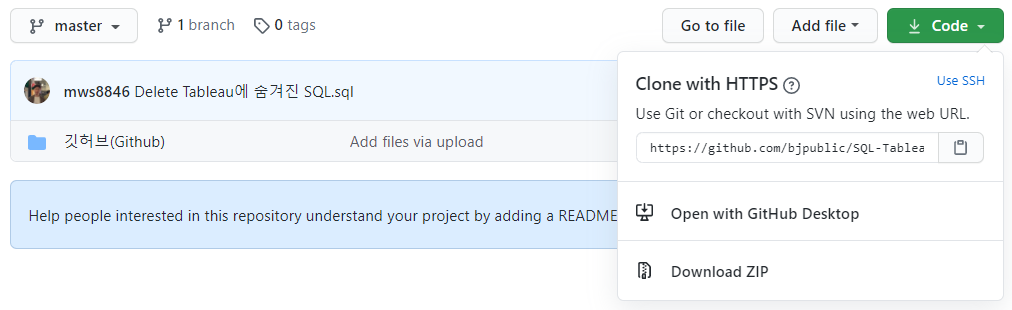 master
1 branch
0 tags
Go to file
Add file
Code
mws8846 Delete Tableau에 숨겨진 SQL.sql
깃허브(Github)
Add files via upload
Help people interested in this repository understand your project by adding a README
Clone with HTTPS
Use SSH
Use Git or checkout with SVN using the web URL.
https://github.com/bjpublic/SQL-Tablea
Open with GitHub Desktop
Download ZIP